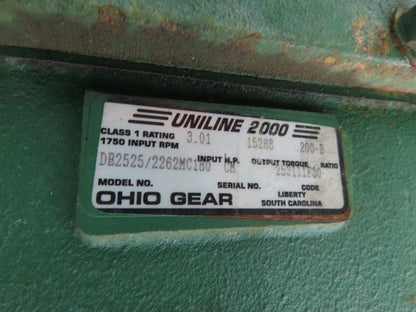 UNILINE 2000
CLASS 1 RATING 3.01 15288 200-B
1750 INPUT RPM
INPUT H.P. OUTPUT TORQUE RATIO
DB2525/2262MC180 CH 253111F30
MODEL NO. SERIAL NO. CODE
OHIO GEAR LIBERTY
SOUTH CAROLINA